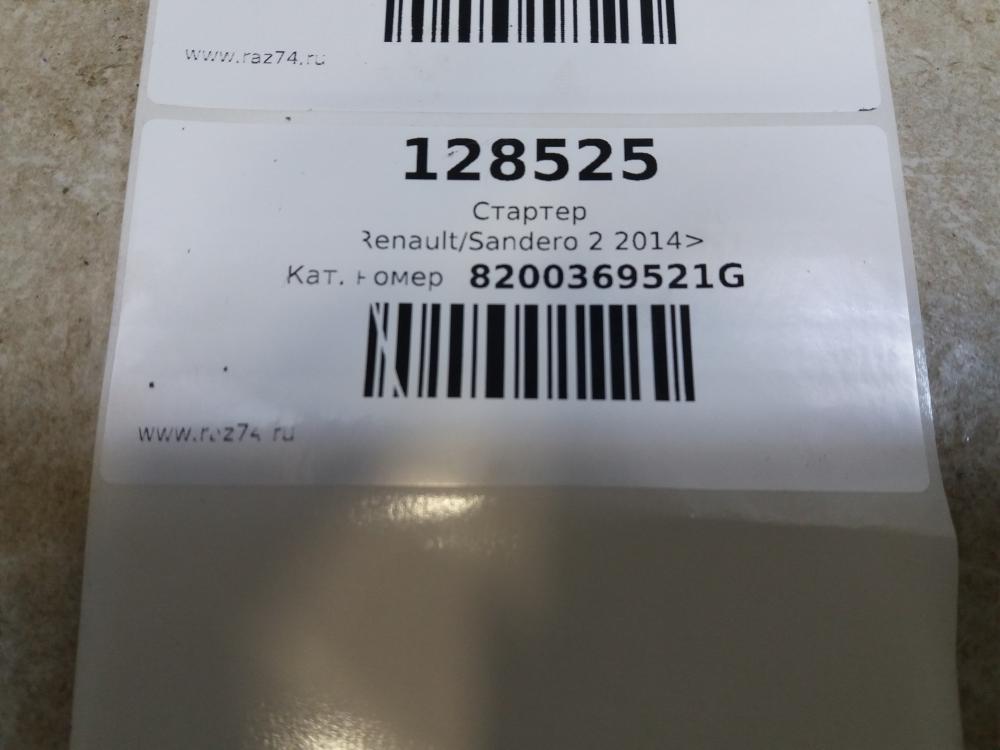 www.raz74.ru
128525
Стартер
Renault/Sandero 2 2014>
Кат. номер 8200369521G
www.raz74.ru